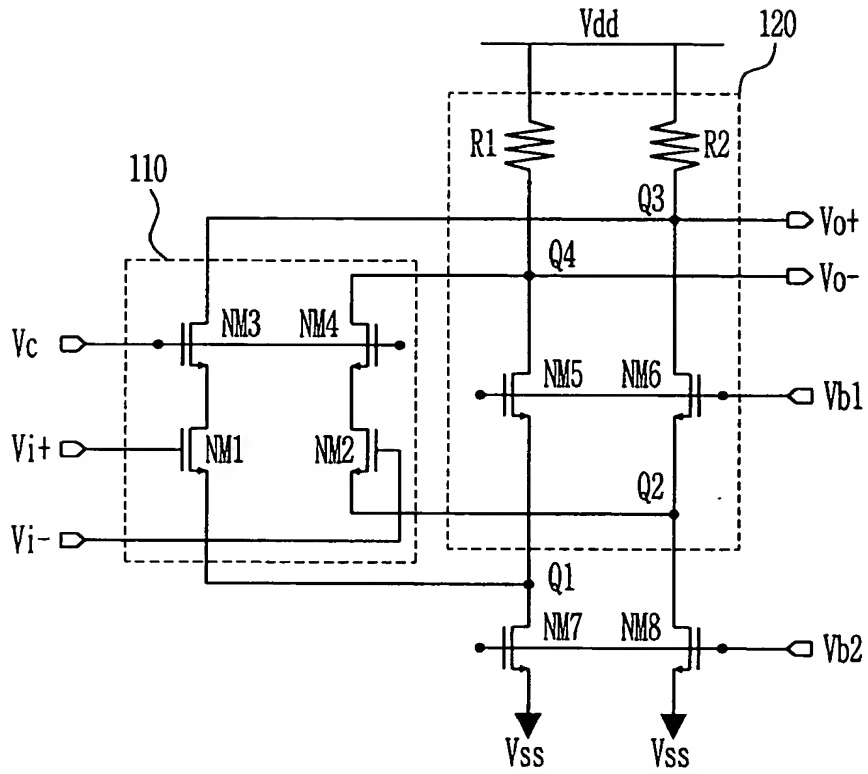 Vdd
120
R1
R2
110
Q3
Vo+
Q4
Vo-
Vc
NM3
NM4
NM5
NM6
Vb1
Vi+
NM1
NM2
Q2
Vi-
Q1
NM7
NM8
Vb2
Vss
Vss